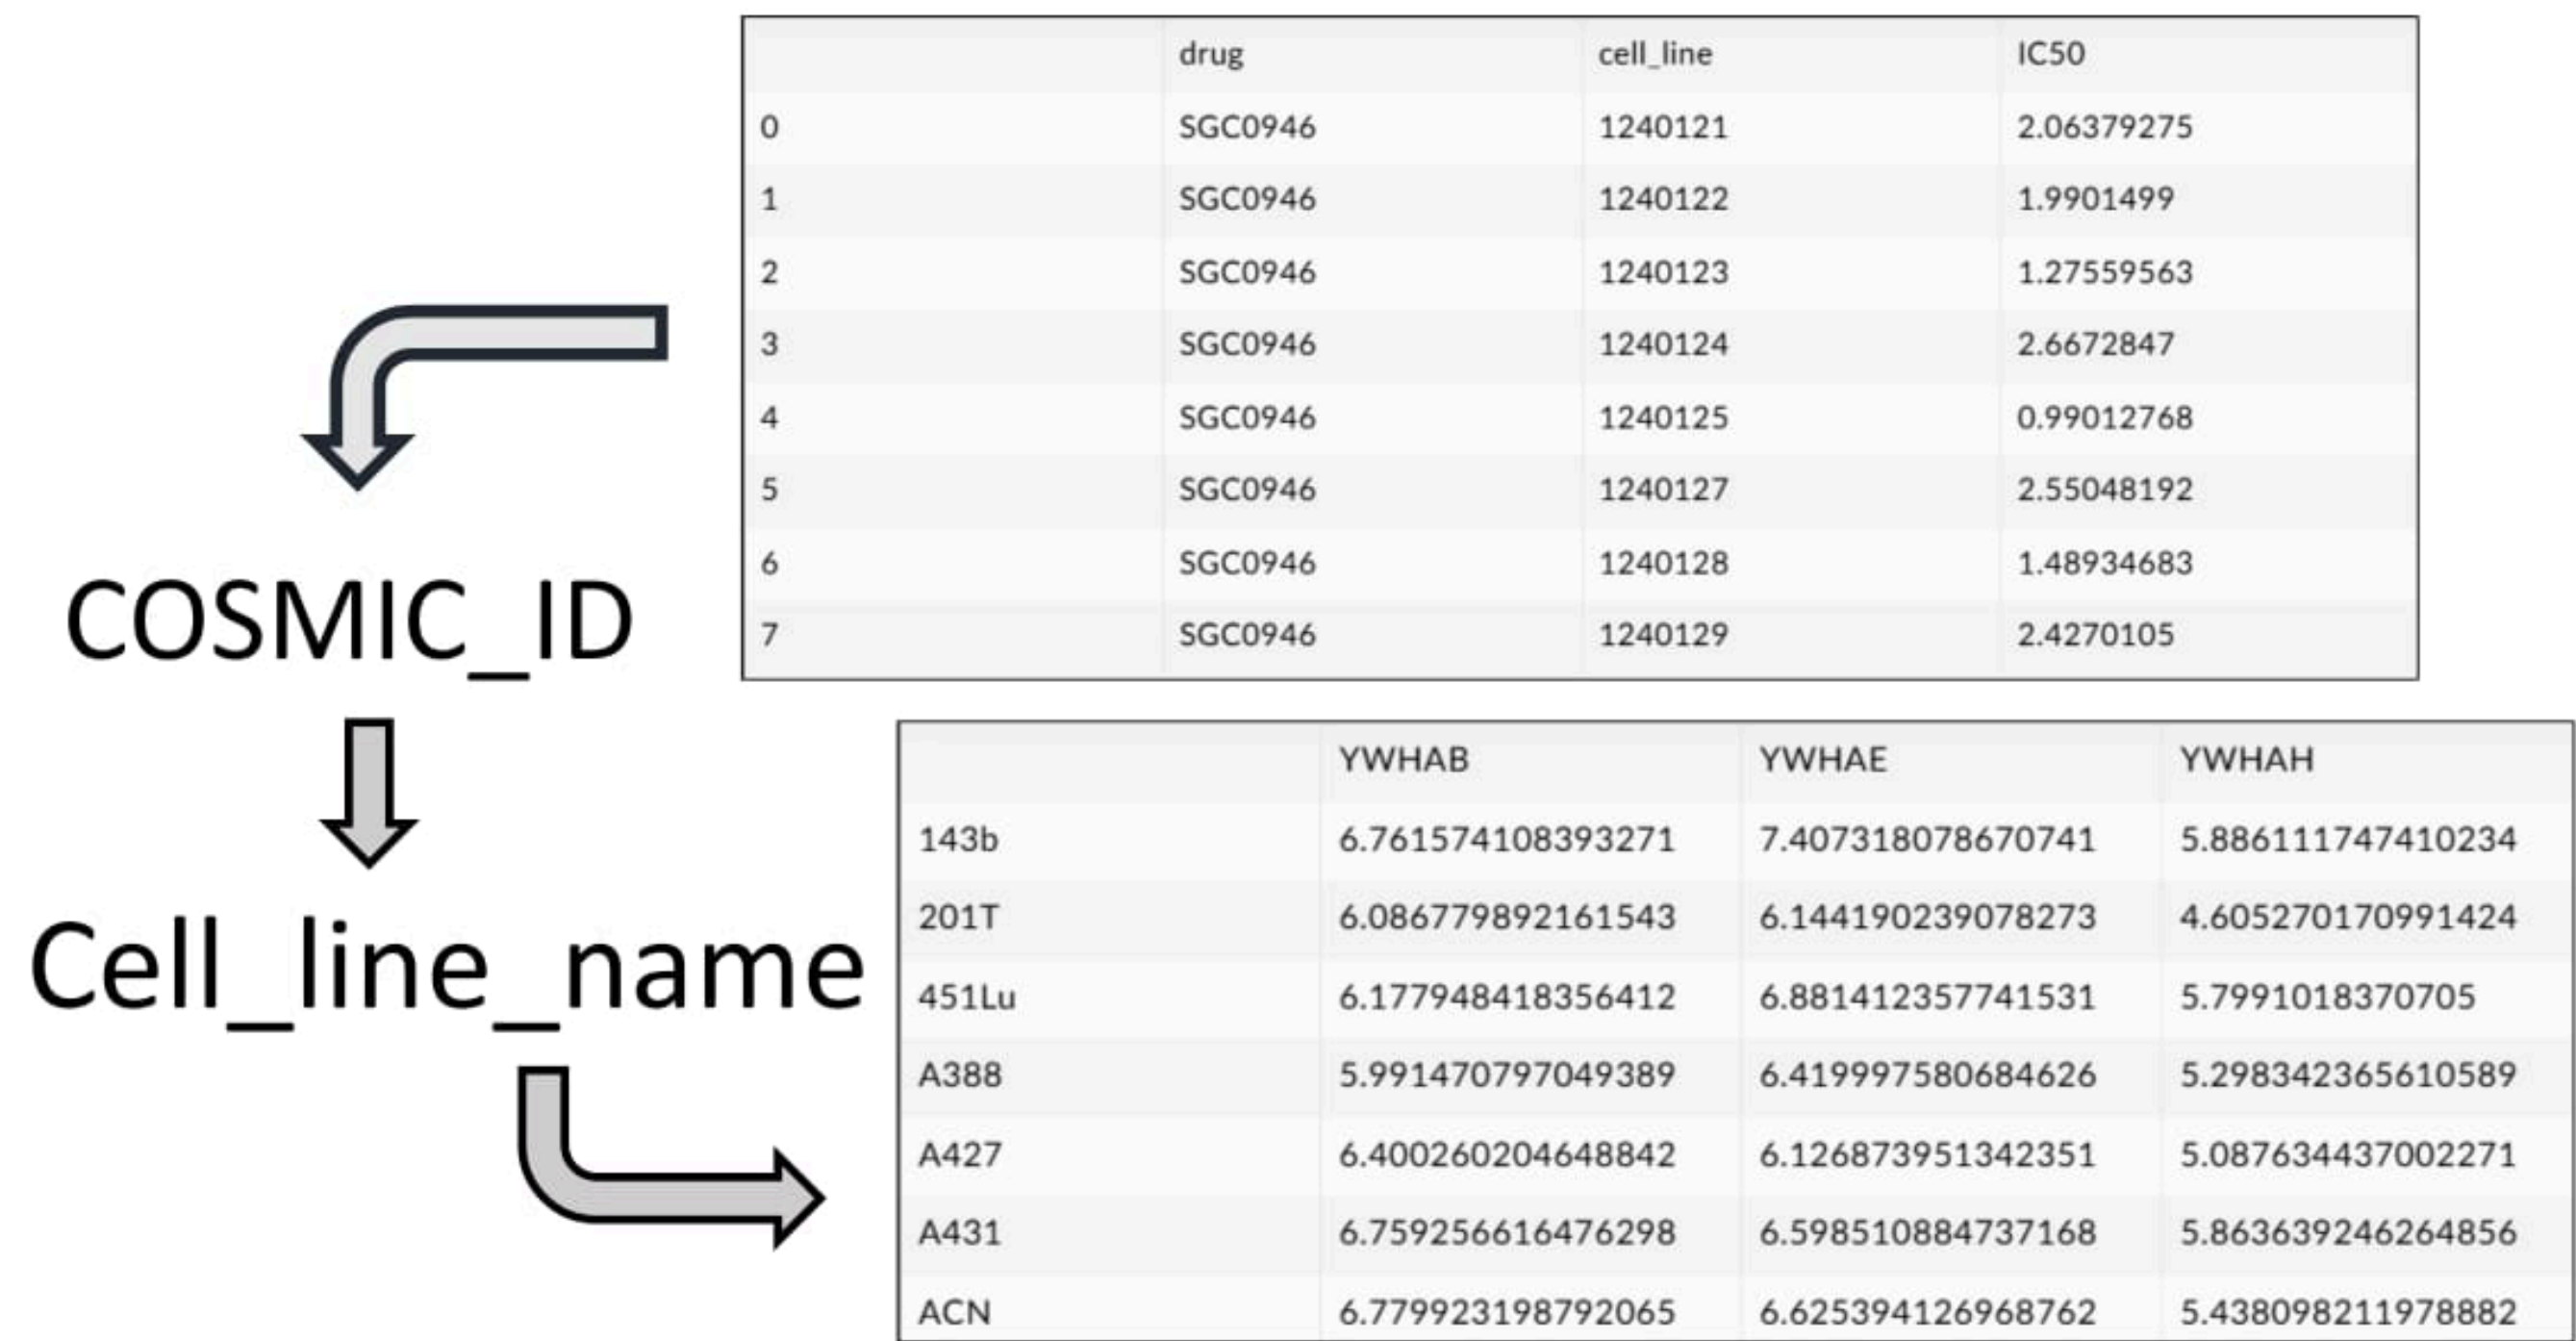 drug cell_line IC50
0 SGC0946 1240121 2.06379275
1 SGC0946 1240122 1.9901499
2 SGC0946 1240123 1.27559563
3 SGC0946 1240124 2.6672847
4 SGC0946 1240125 0.99012768
5 SGC0946 1240127 2.55048192
6 SGC0946 1240128 1.48934683
7 SGC0946 1240129 2.4270105
COSMIC_ID
Cell_line_name
YWHAB YWHAE YWHAH
143b 6.761574108393271 7.407318078670741 5.886111747410234
201T 6.086779892161543 6.144190239078273 4.605270170991424
451Lu 6.177948418356412 6.881412357741531 5.7991018370705
A388 5.991470797049389 6.419997580684626 5.298342365610589
A427 6.400260204648842 6.126873951342351 5.087634437002271
A431 6.759256616476298 6.598510884737168 5.863639246264856
ACN 6.779923198792065 6.625394126968762 5.438098211978882